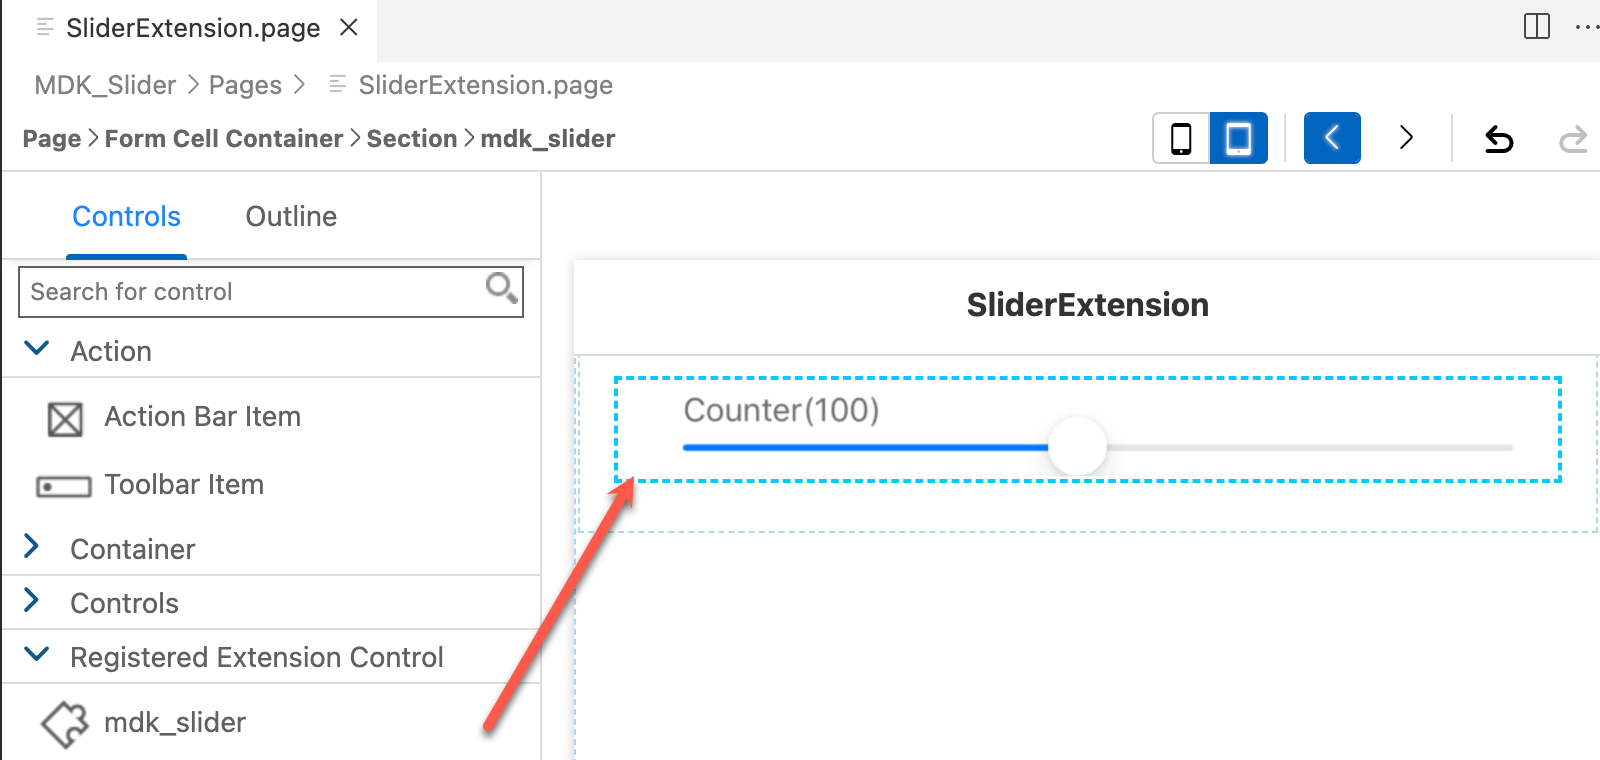 SliderExtension.page
MDK_Slider > Pages > SliderExtension.page
Page > Form Cell Container > Section > mdk_slider
Controls Outline
Search for control
Action
Action Bar Item
Toolbar Item
Container
Controls
Registered Extension Control
mdk_slider
SliderExtension
Counter(100)